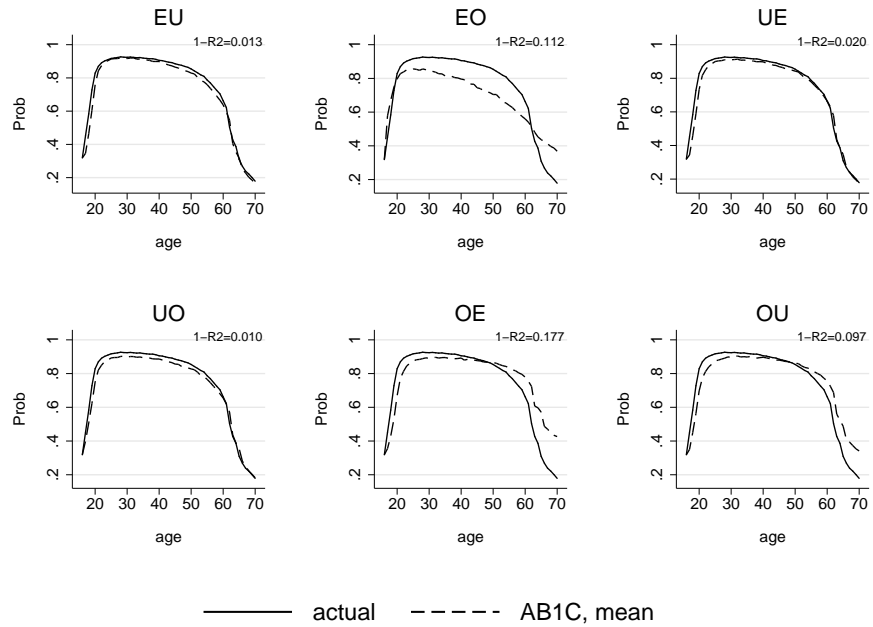 EU
1−R2=0.013
Prob
1
.8
.6
.4
.2
20 30 40 50 60 70
age
EO
1−R2=0.112
Prob
1
.8
.6
.4
.2
20 30 40 50 60 70
age
UE
1−R2=0.020
Prob
1
.8
.6
.4
.2
20 30 40 50 60 70
age
UO
1−R2=0.010
Prob
1
.8
.6
.4
.2
20 30 40 50 60 70
age
OE
1−R2=0.177
Prob
1
.8
.6
.4
.2
20 30 40 50 60 70
age
OU
1−R2=0.097
Prob
1
.8
.6
.4
.2
20 30 40 50 60 70
age
actual
AB1C, mean